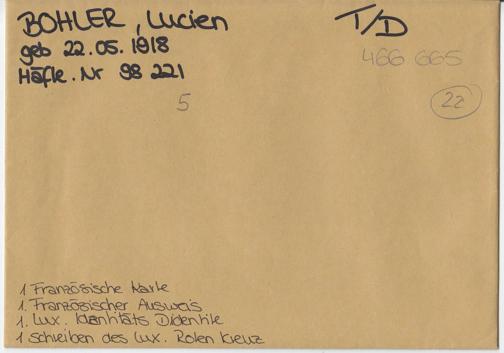 BOHLER, Lucien
T/D
geb 22.05.1918
466 665
Häftl. Nr 98 221
5
22
1 Französische Karte
1. Französischer Ausweis
1. Lux. Identitäts Didentite
1 Schreiben des Lux. Roten Kreuz